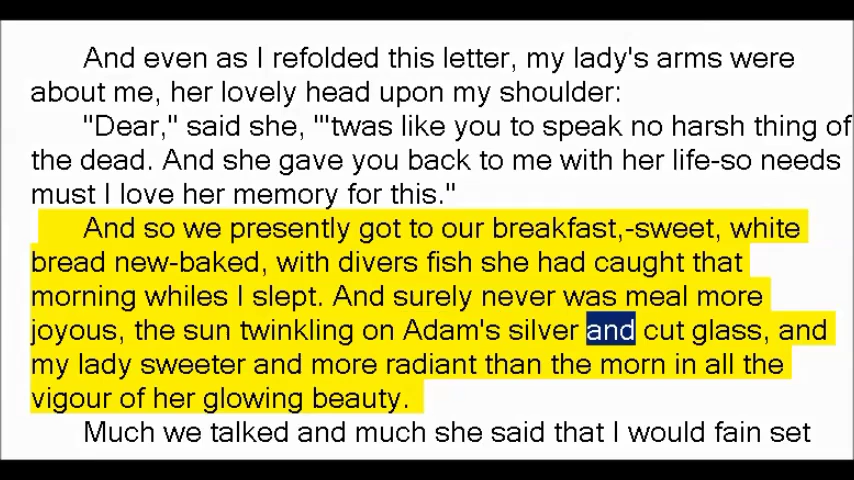 And even as I refolded this letter, my lady's arms were
about me, her lovely head upon my shoulder:
"Dear," said she, "'twas like you to speak no harsh thing of
the dead. And she gave you back to me with her life-so needs
must I love her memory for this."
And so we presently got to our breakfast,-sweet, white
bread new-baked, with divers fish she had caught that
morning whiles I slept. And surely never was meal more
joyous, the sun twinkling on Adam's silver and cut glass, and
my lady sweeter and more radiant than the morn in all the
vigour of her glowing beauty.
Much we talked and much she said that I would fain set